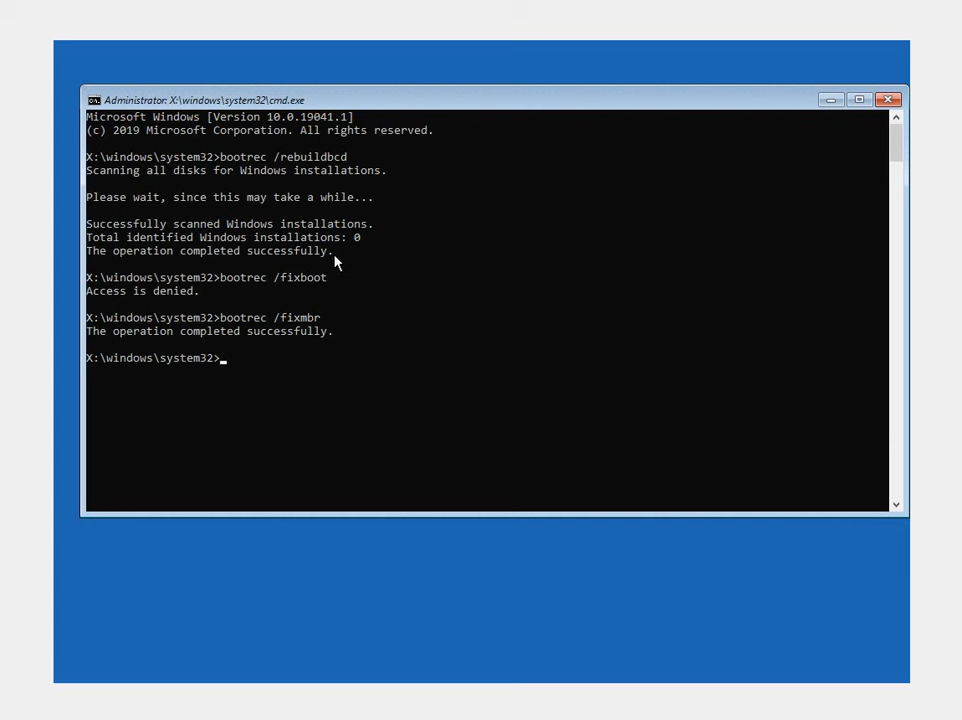 Administrator: X:\windows\system32\cmd.exe
Microsoft Windows [Version 10.0.19041.1]
(c) 2019 Microsoft Corporation. All rights reserved.
X:\windows\system32>bootrec /rebuildbcd
Scanning all disks for Windows installations.
Please wait, since this may take a while...
Successfully scanned Windows installations.
Total identified Windows installations: 0
The operation completed successfully.
X:\windows\system32>bootrec /fixboot
Access is denied.
X:\windows\system32>bootrec /fixmbr
The operation completed successfully.
X:\windows\system32>